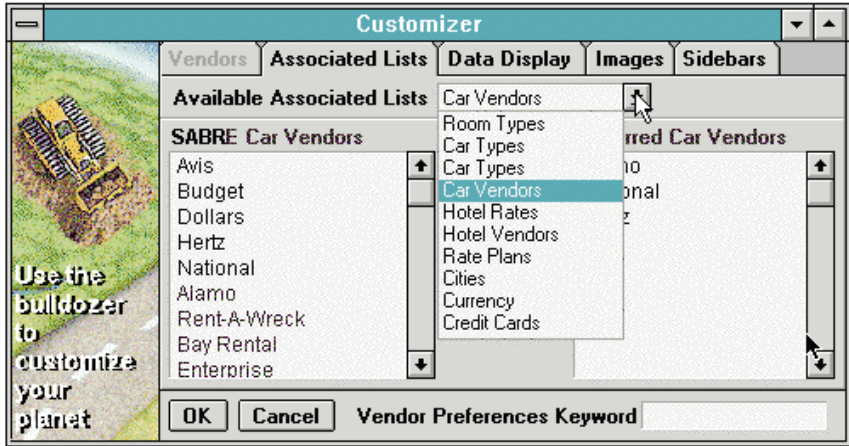 Customizer
Vendors Associated Lists Data Display Images Sidebars
Available Associated Lists Car Vendors
SABRE Car Vendors
Avis
Budget
Dollars
Hertz
National
Alamo
Rent-A-Wreck
Bay Rental
Enterprise
Room Types
Car Types
Car Types
Car Vendors
Hotel Rates
Hotel Vendors
Rate Plans
Cities
Currency
Credit Cards
rred Car Vendors
Use the
bulldozer
to
customize
your
planet
OK Cancel Vendor Preferences Keyword